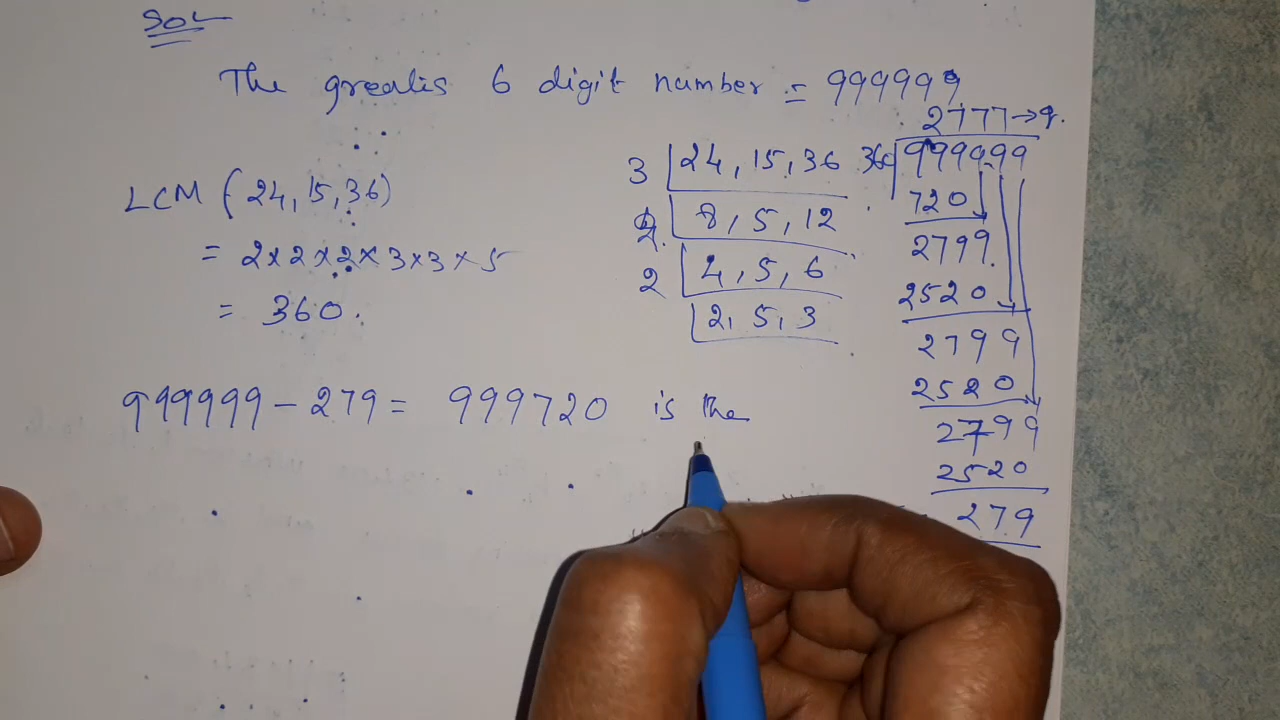 Sol
The greatis 6 digit number = 999999
LCM (24, 15, 36)
= 2×2×2×3×3×5
= 360.
3 24, 15, 36
2 8, 5, 12
2 4, 5, 6
2, 5, 3
2777→q.
360 999999
720
2799
2520
2799
2520
2799
2520
279
999999 - 279 = 999720 is the